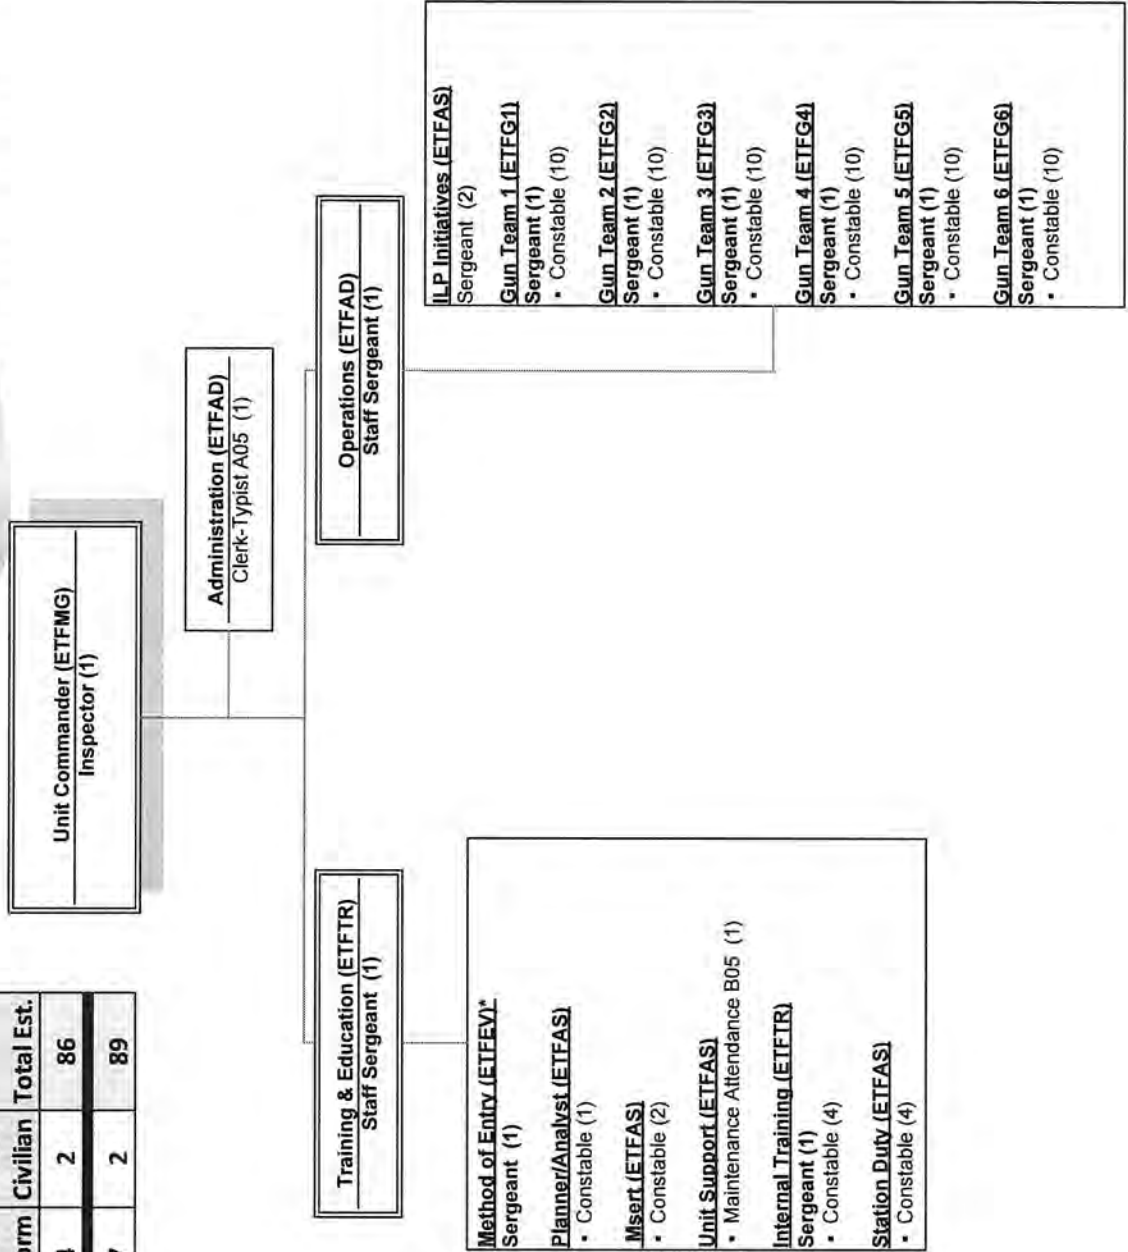 Civilian Total Est.
2 86
2 89
Unit Commander (ETFMG)
Inspector (1)
Administration (ETFAD)
Clerk-Typist A05 (1)
Training & Education (ETFTR)
Staff Sergeant (1)
Operations (ETFAD)
Staff Sergeant (1)
Method of Entry (ETFEV)*
Sergeant (1)
Planner/Analyst (ETFAS)
▪ Constable (1)
Msert (ETFAS)
▪ Constable (2)
Unit Support (ETFAS)
▪ Maintenance Attendance B05 (1)
Internal Training (ETFTR)
Sergeant (1)
▪ Constable (4)
Station Duty (ETFAS)
▪ Constable (4)
ILP Initiatives (ETFAS)
Sergeant (2)
Gun Team 1 (ETFG1)
Sergeant (1)
▪ Constable (10)
Gun Team 2 (ETFG2)
Sergeant (1)
▪ Constable (10)
Gun Team 3 (ETFG3)
Sergeant (1)
▪ Constable (10)
Gun Team 4 (ETFG4)
Sergeant (1)
▪ Constable (10)
Gun Team 5 (ETFG5)
Sergeant (1)
▪ Constable (10)
Gun Team 6 (ETFG6)
Sergeant (1)
▪ Constable (10)